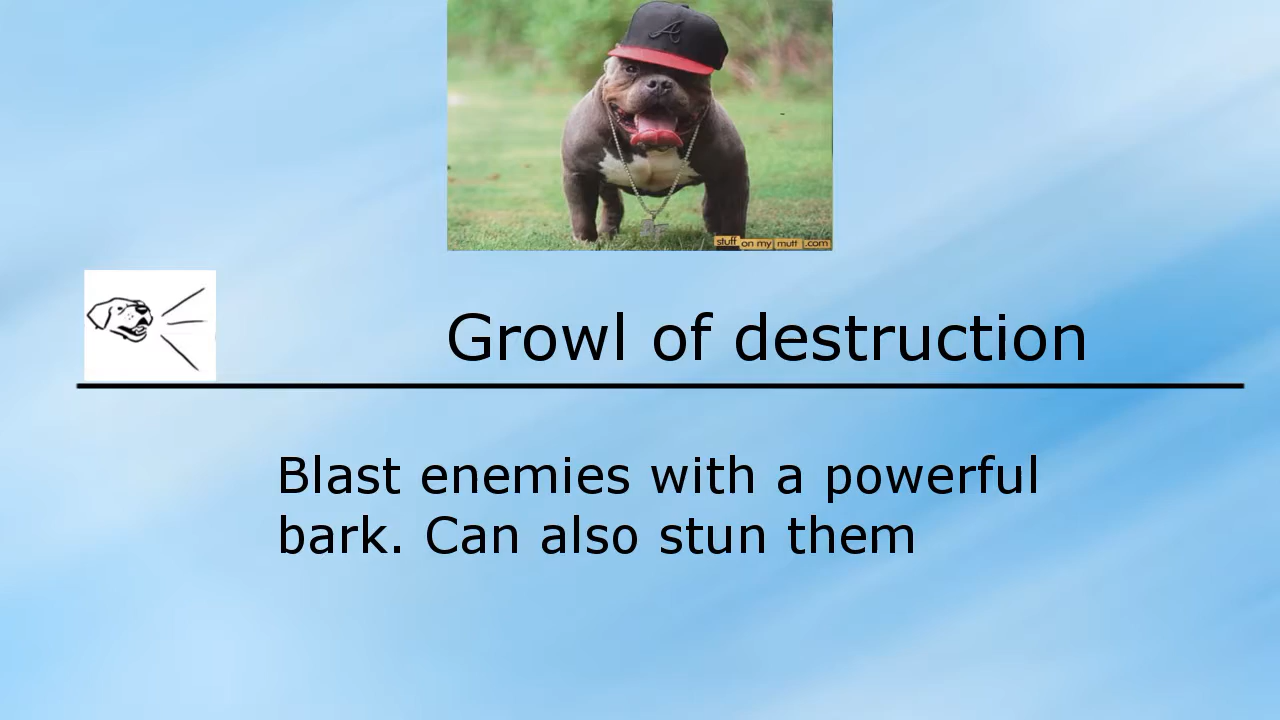 A
stuff on my mutt .com
Growl of destruction
Blast enemies with a powerful
bark. Can also stun them